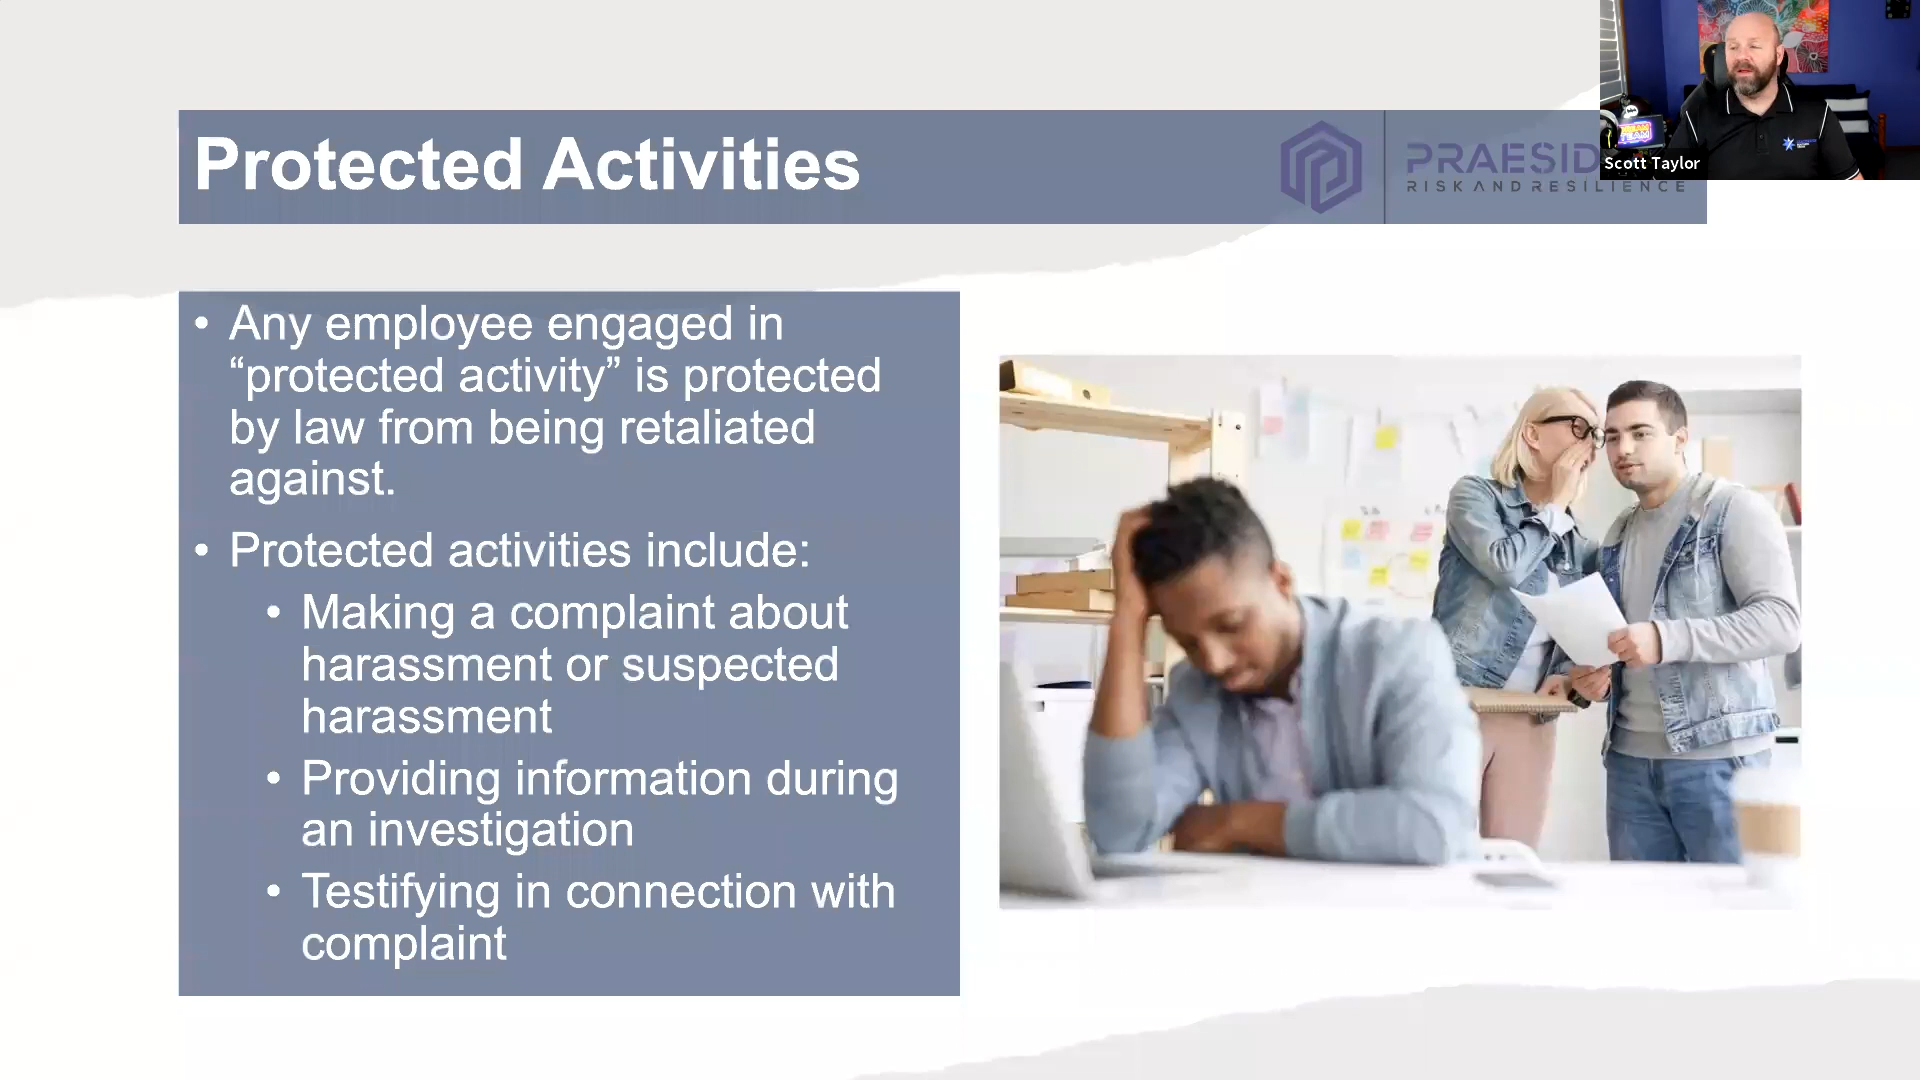 Protected Activities
PRAESID
RISK AND RESILIENCE
Scott Taylor
• Any employee engaged in
“protected activity” is protected
by law from being retaliated
against.
• Protected activities include:
• Making a complaint about
harassment or suspected
harassment
• Providing information during
an investigation
• Testifying in connection with
complaint